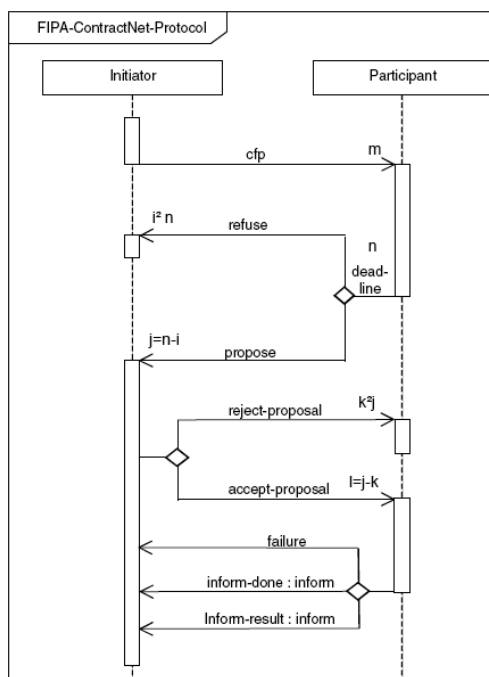 FIPA-ContractNet-Protocol
Initiator
Participant
cfp
m
i² n
refuse
n
dead-
line
j=n-i
propose
reject-proposal
k²j
accept-proposal
l=j-k
failure
inform-done : inform
Inform-result : inform